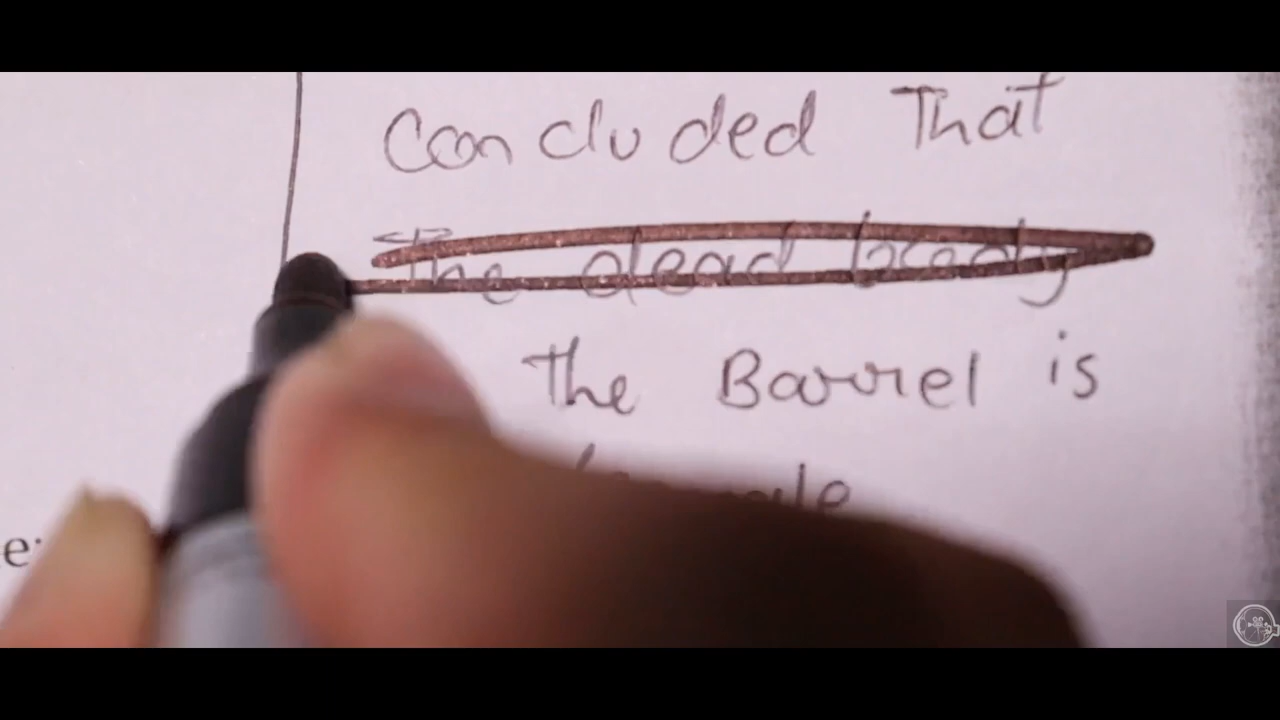 Concluded That
The dead body
The Barrel is
e: